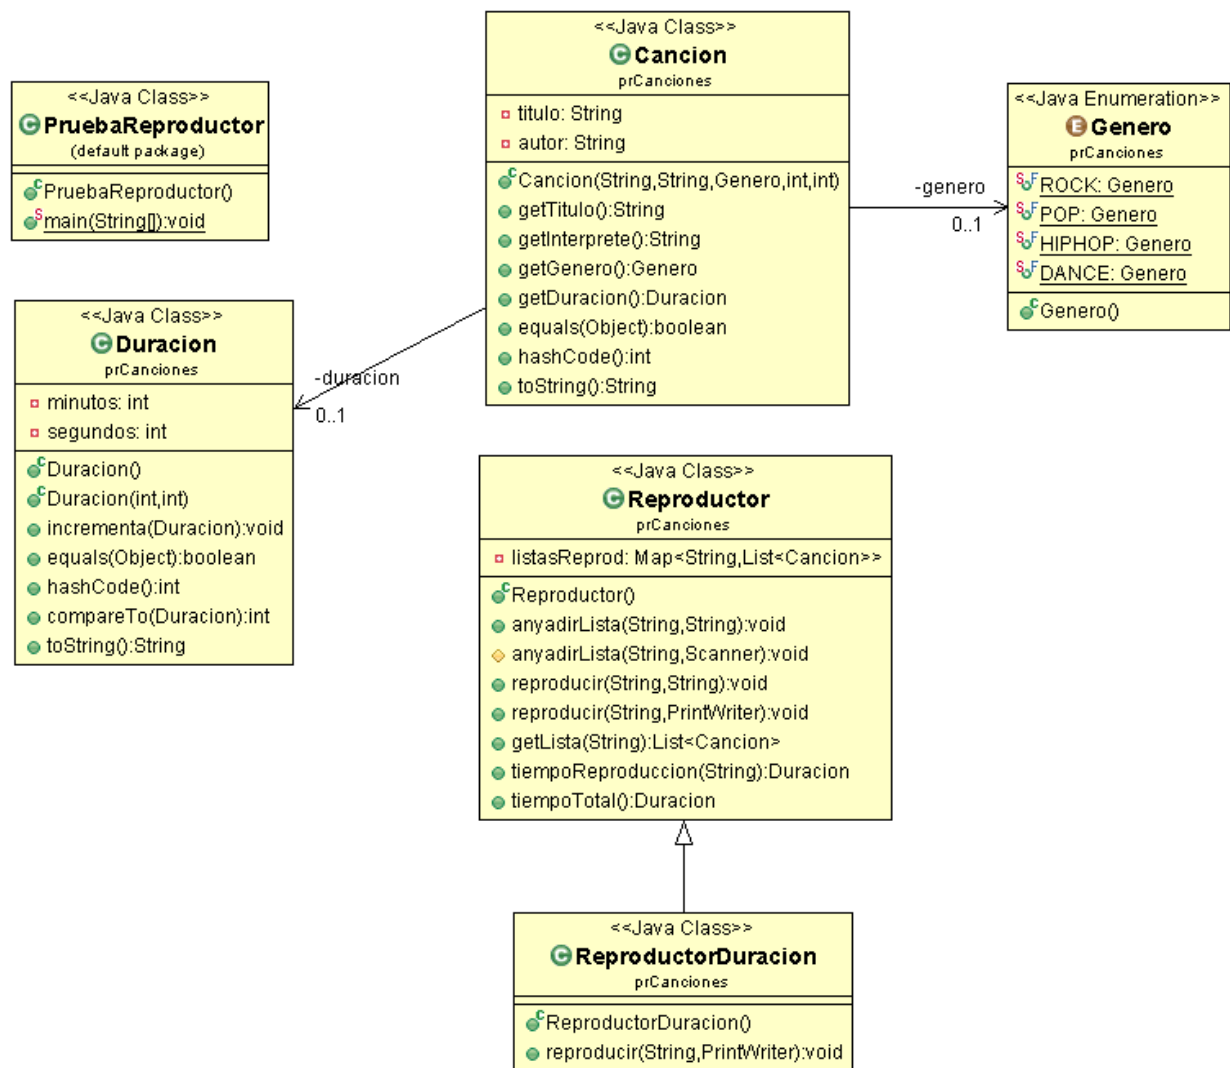 <<Java Class>>
PruebaReproductor
(default package)
PruebaReproductor()
main(String[]):void
<<Java Class>>
Cancion
prCanciones
titulo: String
autor: String
Cancion(String,String,Genero,int,int)
getTitulo():String
getInterprete():String
getGenero():Genero
getDuracion():Duracion
equals(Object):boolean
hashCode():int
toString():String
-genero
0..1
<<Java Enumeration>>
Genero
prCanciones
ROCK: Genero
POP: Genero
HIPHOP: Genero
DANCE: Genero
Genero()
<<Java Class>>
Duracion
prCanciones
minutos: int
segundos: int
Duracion()
Duracion(int,int)
incrementa(Duracion):void
equals(Object):boolean
hashCode():int
compareTo(Duracion):int
toString():String
-duracion
0..1
<<Java Class>>
Reproductor
prCanciones
listasReprod: Map<String,List<Cancion>>
Reproductor()
anyadirLista(String,String):void
anyadirLista(String,Scanner):void
reproducir(String,String):void
reproducir(String,PrintWriter):void
getLista(String):List<Cancion>
tiempoReproduccion(String):Duracion
tiempoTotal():Duracion
<<Java Class>>
ReproductorDuracion
prCanciones
ReproductorDuracion()
reproducir(String,PrintWriter):void